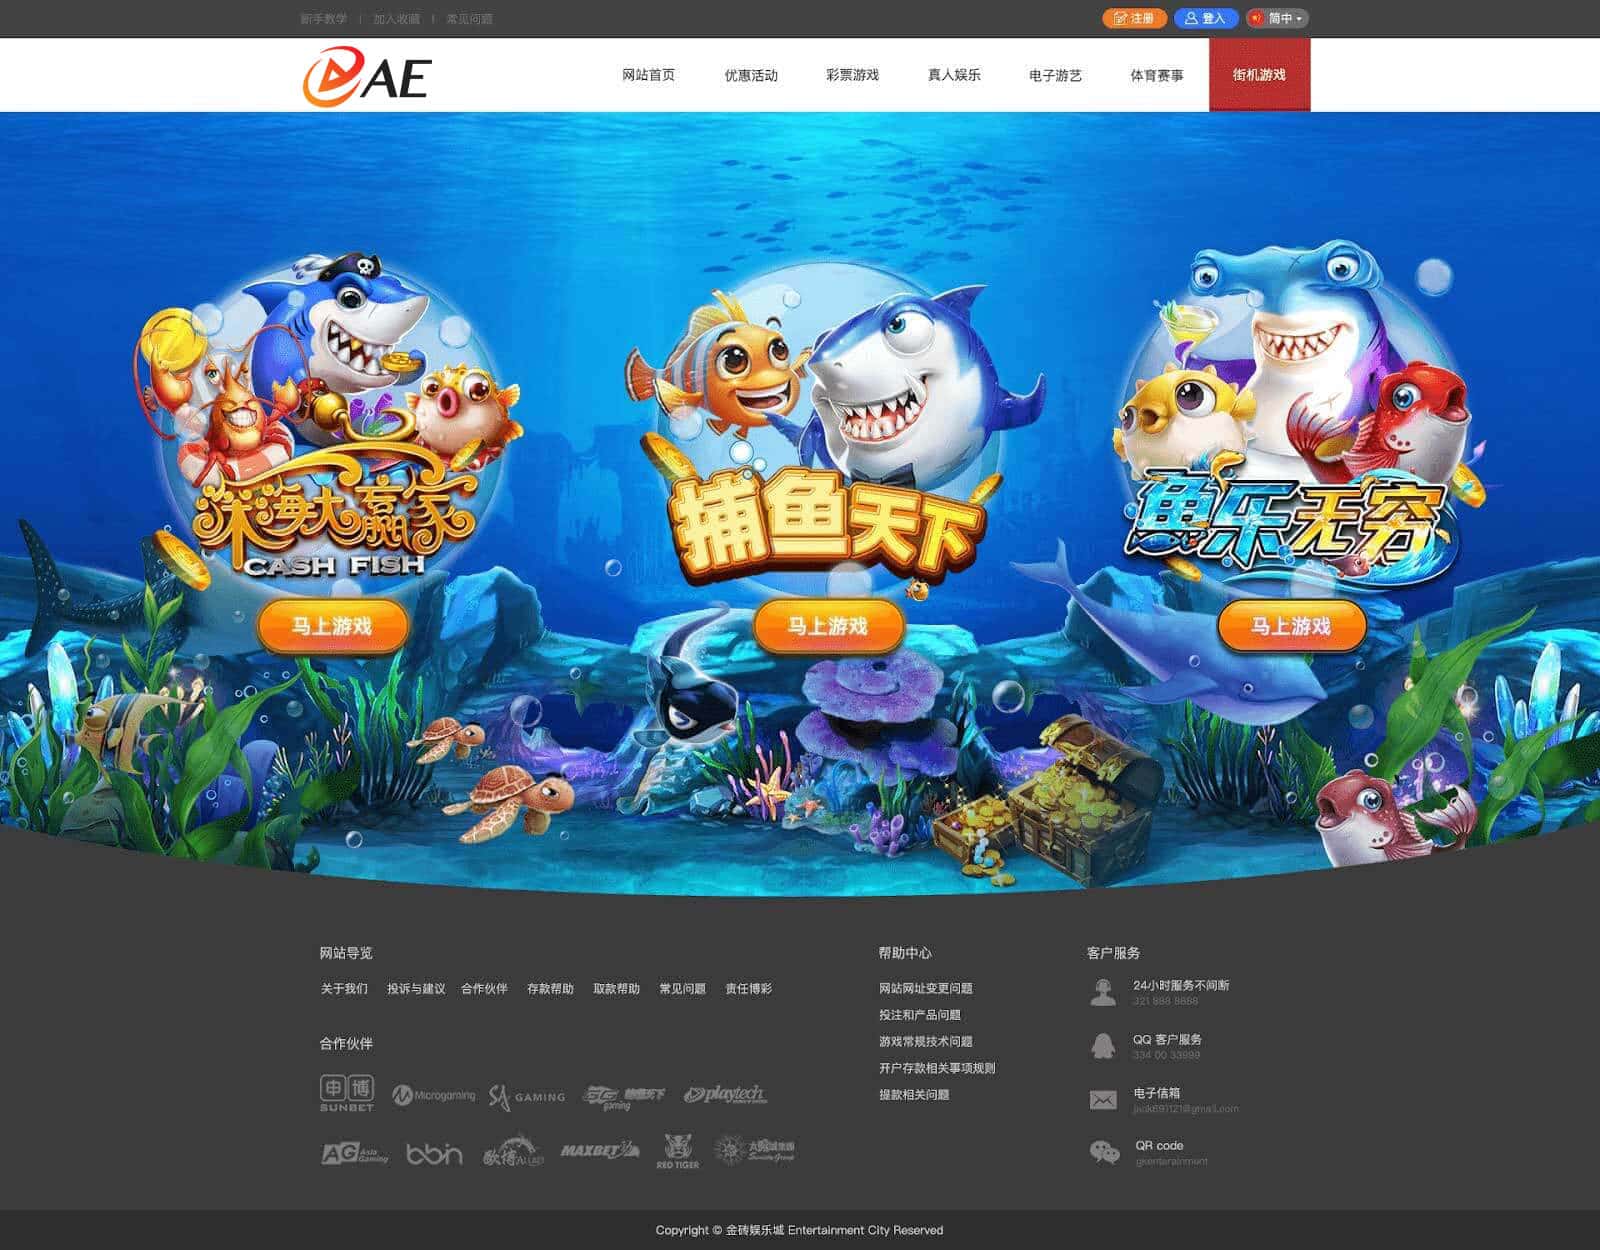 新手教学 | 加入收藏 | 常见问题
注册 登入 简中
AE
网站首页 优惠活动 彩票游戏 真人娱乐 电子游艺 体育赛事 街机游戏
深海大赢家
CASH FISH
马上游戏
捕鱼天下
马上游戏
鱼乐无穷
马上游戏
网站导览
关于我们 投诉与建议 合作伙伴 存款帮助 取款帮助 常见问题 责任博彩
合作伙伴
申博
SUNBET
Microgaming
SA GAMING
gaming
playtech
AG Asia Gaming
bbin
欧博 ALLBET
MAXBET
RED TIGER
帮助中心
网站网址变更问题
投注和产品问题
游戏常规技术问题
开户存款相关事项规则
提款相关问题
客户服务
24小时服务不间断
QQ 客户服务
334 00 33999
电子信箱
QR code
Copyright © 金砖娱乐城 Entertainment City Reserved